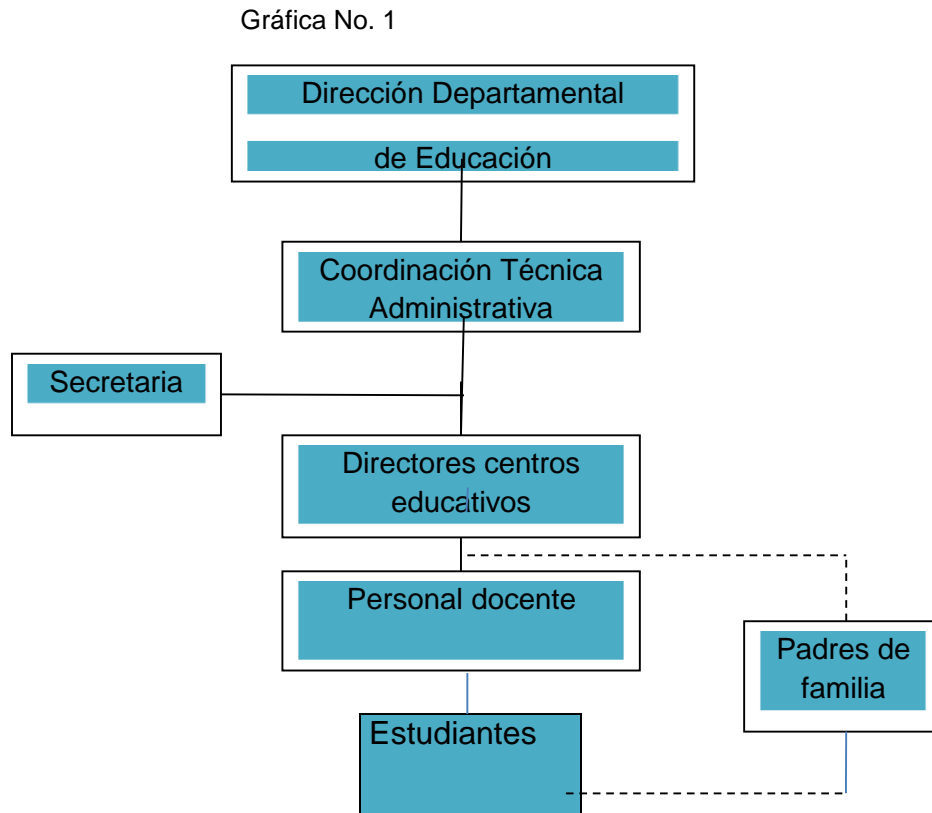 Gráfica No. 1
Dirección Departamental
de Educación
Coordinación Técnica
Administrativa
Secretaria
Directores centros
educativos
Personal docente
Padres de
familia
Estudiantes